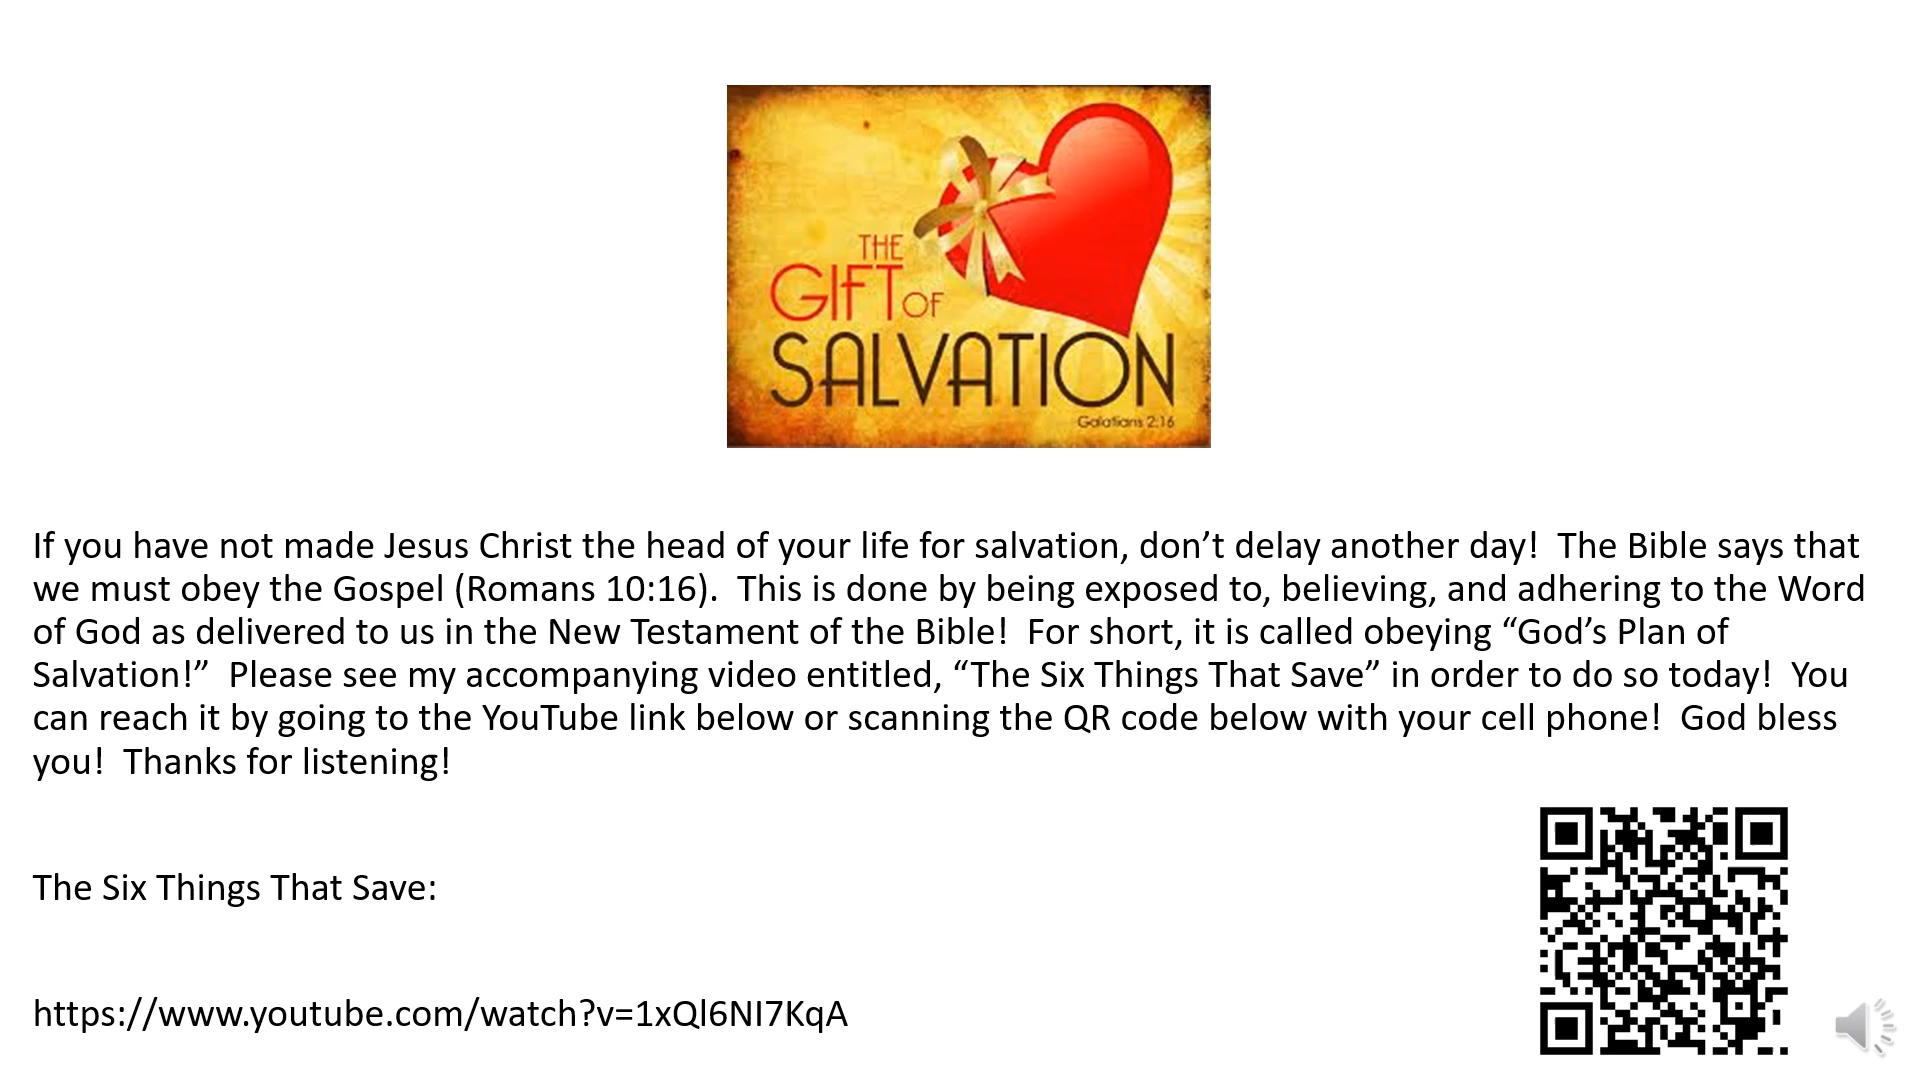 THE
GIFT OF
SALVATION
Galatians 2:16
If you have not made Jesus Christ the head of your life for salvation, don’t delay another day!  The Bible says that
we must obey the Gospel (Romans 10:16).  This is done by being exposed to, believing, and adhering to the Word
of God as delivered to us in the New Testament of the Bible!  For short, it is called obeying “God’s Plan of
Salvation!”  Please see my accompanying video entitled, “The Six Things That Save” in order to do so today!  You
can reach it by going to the YouTube link below or scanning the QR code below with your cell phone!  God bless
you!  Thanks for listening!
The Six Things That Save:
https://www.youtube.com/watch?v=1xQl6NI7KqA